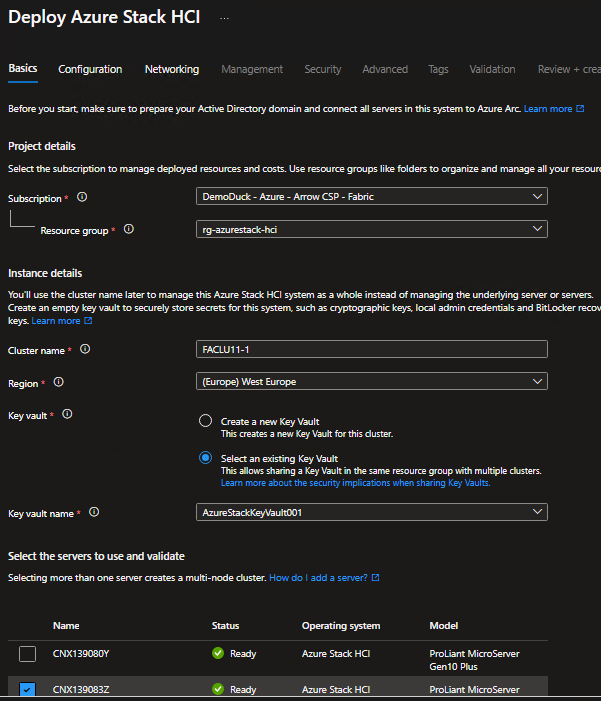 Deploy Azure Stack HCI ...
Basics Configuration Networking Management Security Advanced Tags Validation Review + crea
Before you start, make sure to prepare your Active Directory domain and connect all servers in this system to Azure Arc. Learn more
Project details
Select the subscription to manage deployed resources and costs. Use resource groups like folders to organize and manage all your resour
Subscription * DemoDuck - Azure - Arrow CSP - Fabric
Resource group * rg-azurestack-hci
Instance details
You'll use the cluster name later to manage this Azure Stack HCI system as a whole instead of managing the underlying server or servers.
Create an empty key vault to securely store secrets for this system, such as cryptographic keys, local admin credentials and BitLocker recov
keys. Learn more
Cluster name * FACLU11-1
Region * (Europe) West Europe
Key vault * Create a new Key Vault
This creates a new Key Vault for this cluster.
Select an existing Key Vault
This allows sharing a Key Vault in the same resource group with multiple clusters.
Learn more about the security implications when sharing Key Vaults.
Key vault name * AzureStackKeyVault001
Select the servers to use and validate
Selecting more than one server creates a multi-node cluster. How do I add a server?
Name Status Operating system Model
CNX139080Y Ready Azure Stack HCI ProLiant MicroServer
Gen10 Plus
CNX139083Z Ready Azure Stack HCI ProLiant MicroServer